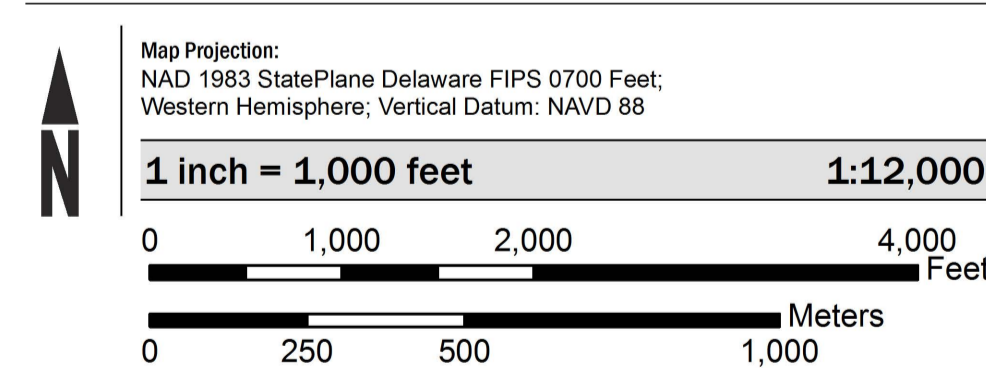 Map Projection:
NAD 1983 StatePlane Delaware FIPS 0700 Feet;
Western Hemisphere; Vertical Datum: NAVD 88
N
1 inch = 1,000 feet 1:12,000
0 1,000 2,000 4,000
Feet
Meters
0 250 500 1,000